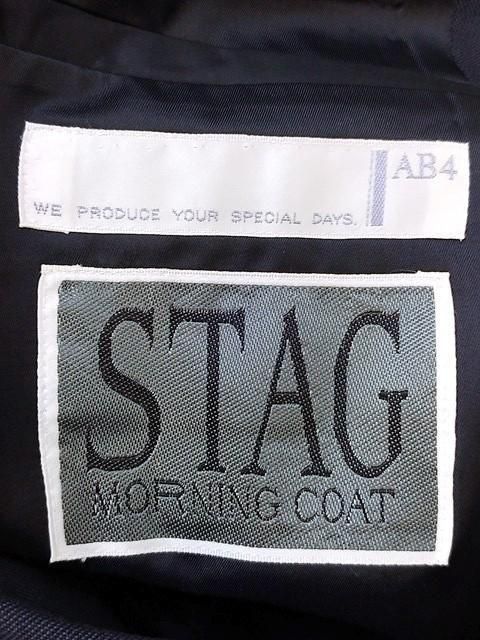 AB4
WE PRODUCE YOUR SPECIAL DAYS.
STAG
MORNING COAT